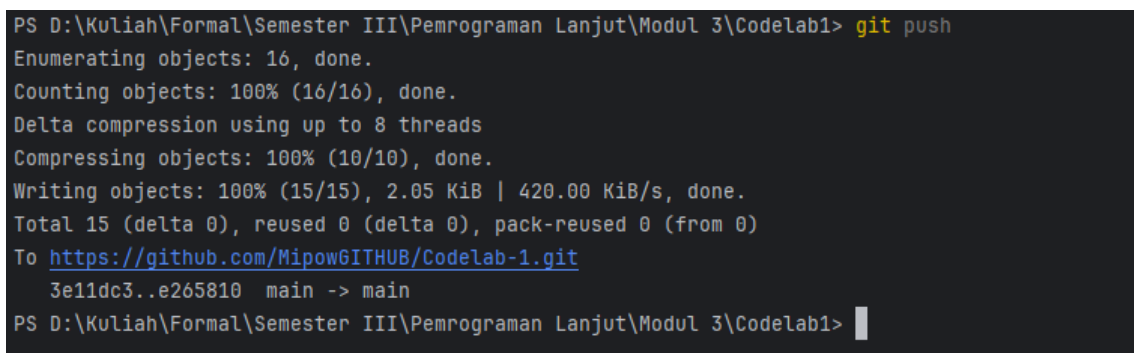 PS D:\Kuliah\Formal\Semester III\Pemrograman Lanjut\Modul 3\Codelab1> git push
Enumerating objects: 16, done.
Counting objects: 100% (16/16), done.
Delta compression using up to 8 threads
Compressing objects: 100% (10/10), done.
Writing objects: 100% (15/15), 2.05 KiB | 420.00 KiB/s, done.
Total 15 (delta 0), reused 0 (delta 0), pack-reused 0 (from 0)
To https://github.com/MipowGITHUB/Codelab-1.git
   3e11dc3..e265810  main -> main
PS D:\Kuliah\Formal\Semester III\Pemrograman Lanjut\Modul 3\Codelab1>